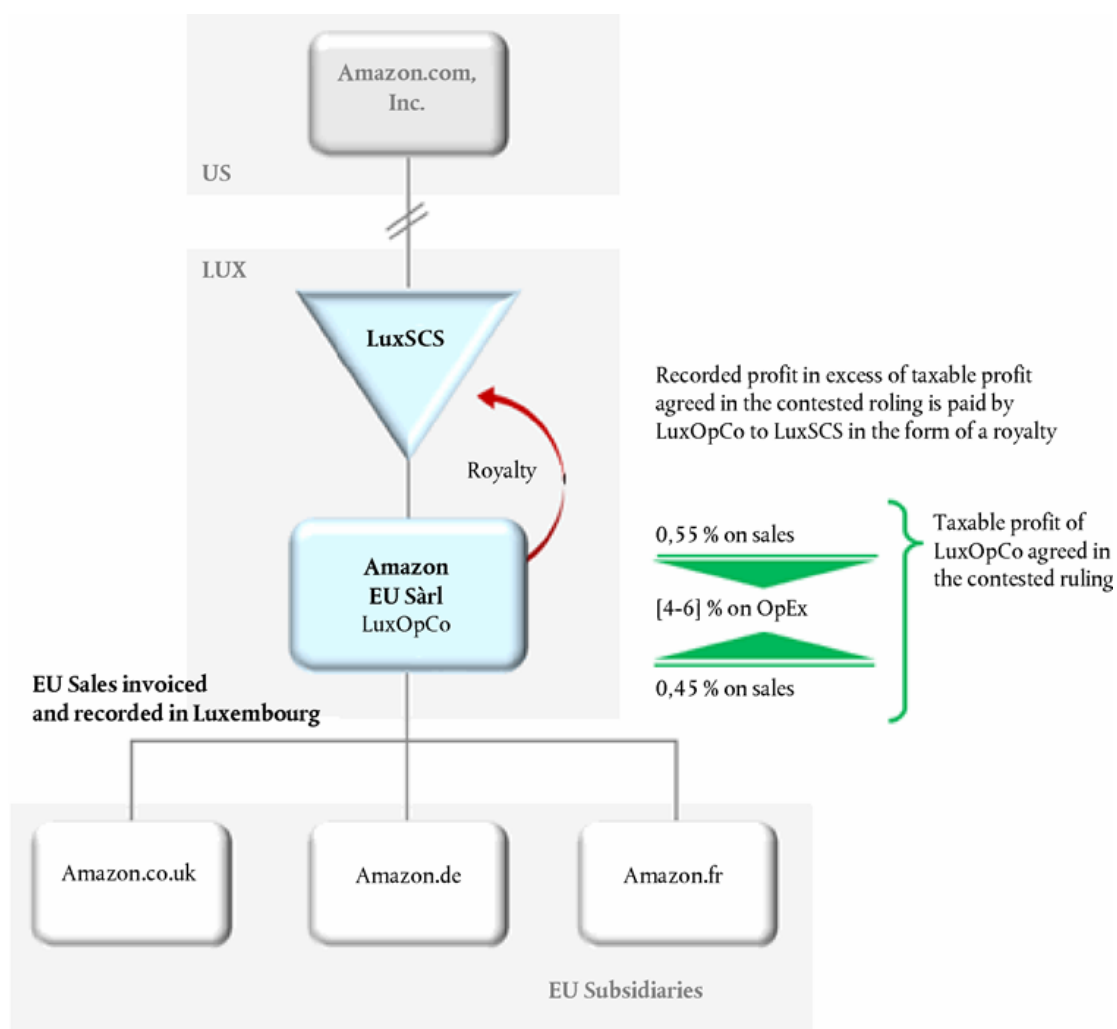 Amazon.com,
Inc.
US
LUX
LuxSCS
Recorded profit in excess of taxable profit
agreed in the contested roling is paid by
LuxOpCo to LuxSCS in the form of a royalty
Royalty
0,55 % on sales
[4-6] % on OpEx
0,45 % on sales
Taxable profit of
LuxOpCo agreed in
the contested ruling
Amazon
EU Sàrl
LuxOpCo
EU Sales invoiced
and recorded in Luxembourg
Amazon.co.uk
Amazon.de
Amazon.fr
EU Subsidiaries